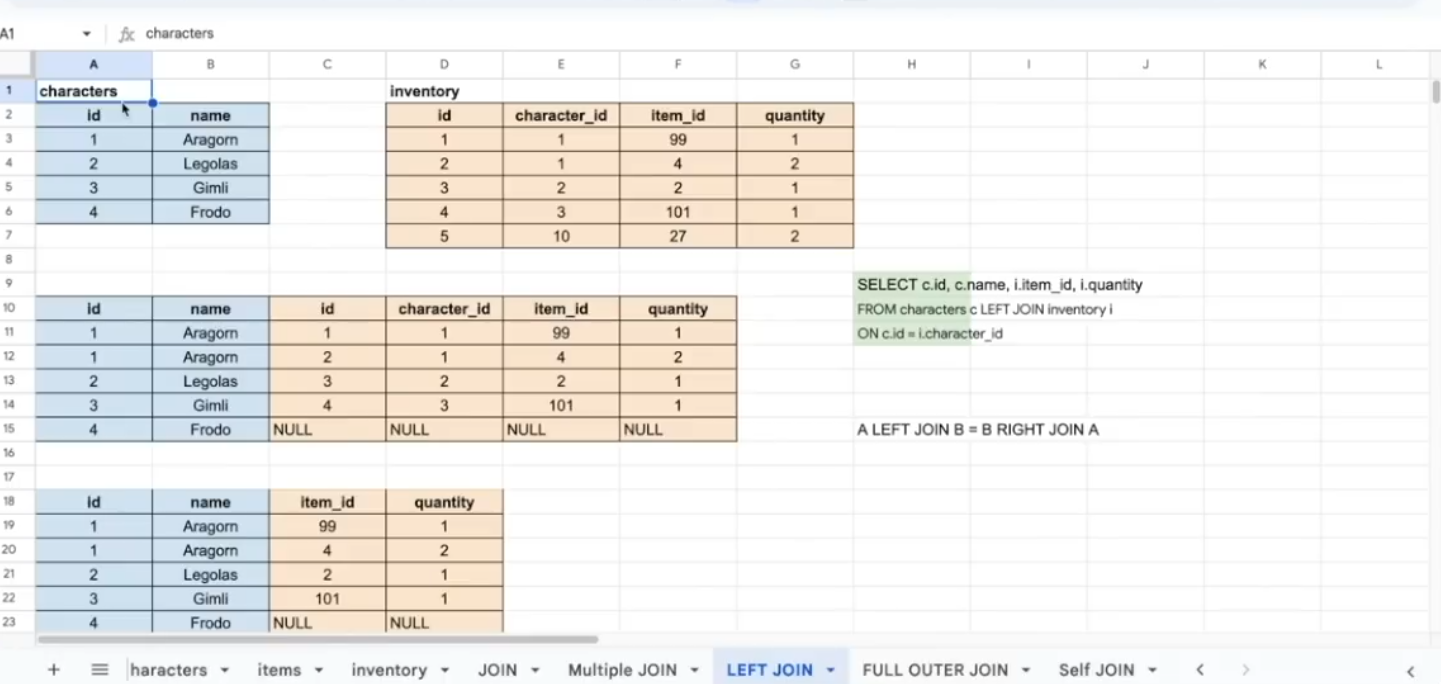 A1 fx characters
A B C D E F G H I J K L
1 characters inventory
2 id name id character_id item_id quantity
3 1 Aragorn 1 1 99 1
4 2 Legolas 2 1 4 2
5 3 Gimli 3 2 2 1
6 4 Frodo 4 3 101 1
7 5 10 27 2
8
9 SELECT c.id, c.name, i.item_id, i.quantity
10 id name id character_id item_id quantity FROM characters c LEFT JOIN inventory i
11 1 Aragorn 1 1 99 1 ON c.id = i.character_id
12 1 Aragorn 2 1 4 2
13 2 Legolas 3 2 2 1
14 3 Gimli 4 3 101 1
15 4 Frodo NULL NULL NULL NULL A LEFT JOIN B = B RIGHT JOIN A
16
17
18 id name item_id quantity
19 1 Aragorn 99 1
20 1 Aragorn 4 2
21 2 Legolas 2 1
22 3 Gimli 101 1
23 4 Frodo NULL NULL
+ haracters items inventory JOIN Multiple JOIN LEFT JOIN FULL OUTER JOIN Self JOIN